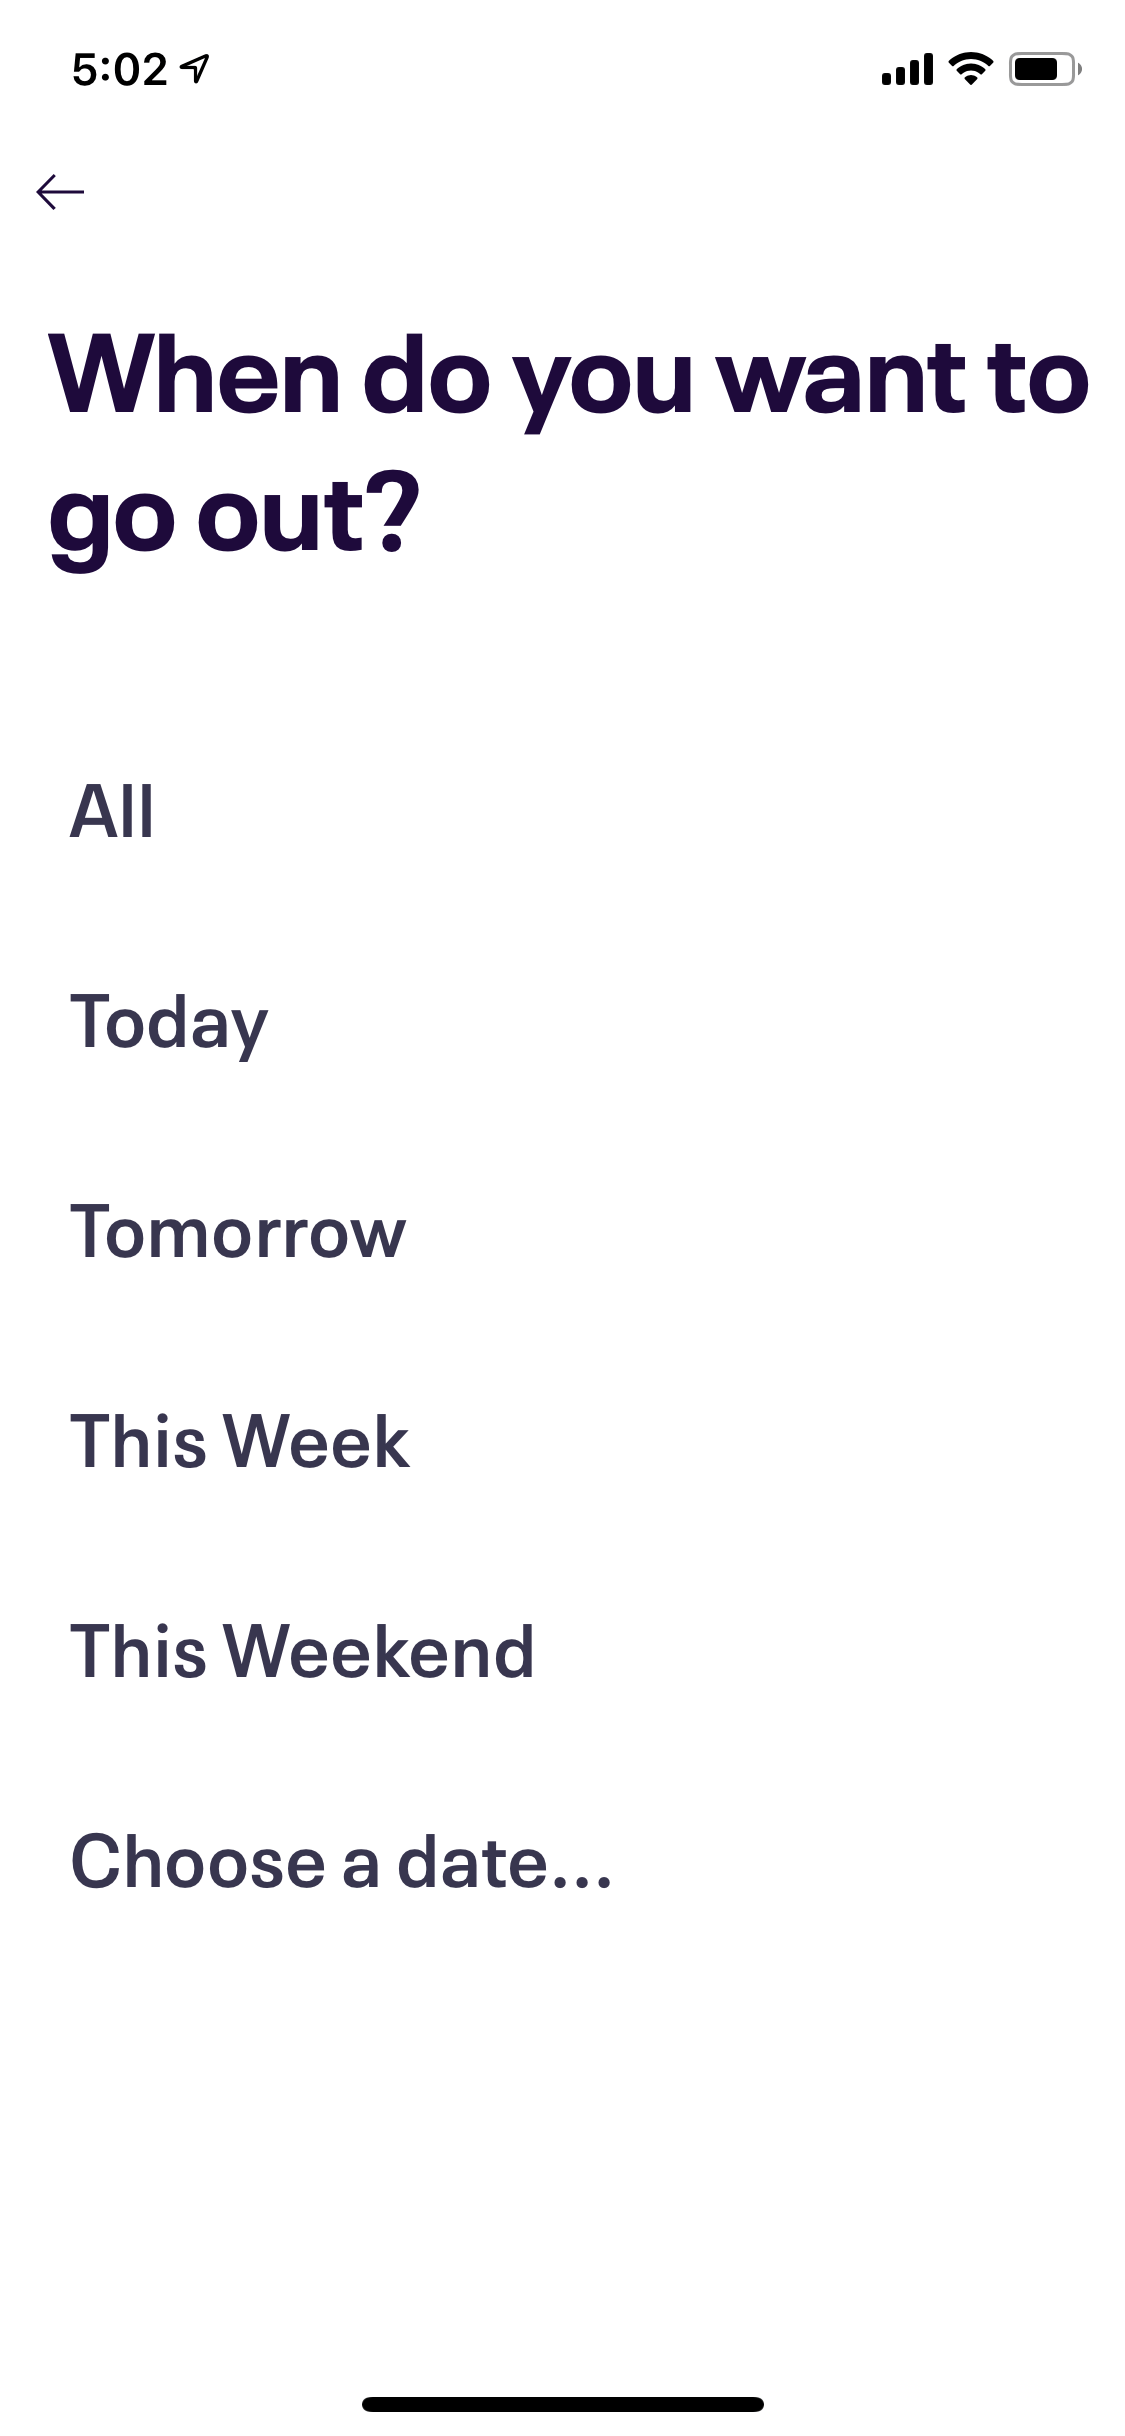 5:02
When do you want to
go out?
All
Today
Tomorrow
This Week
This Weekend
Choose a date...